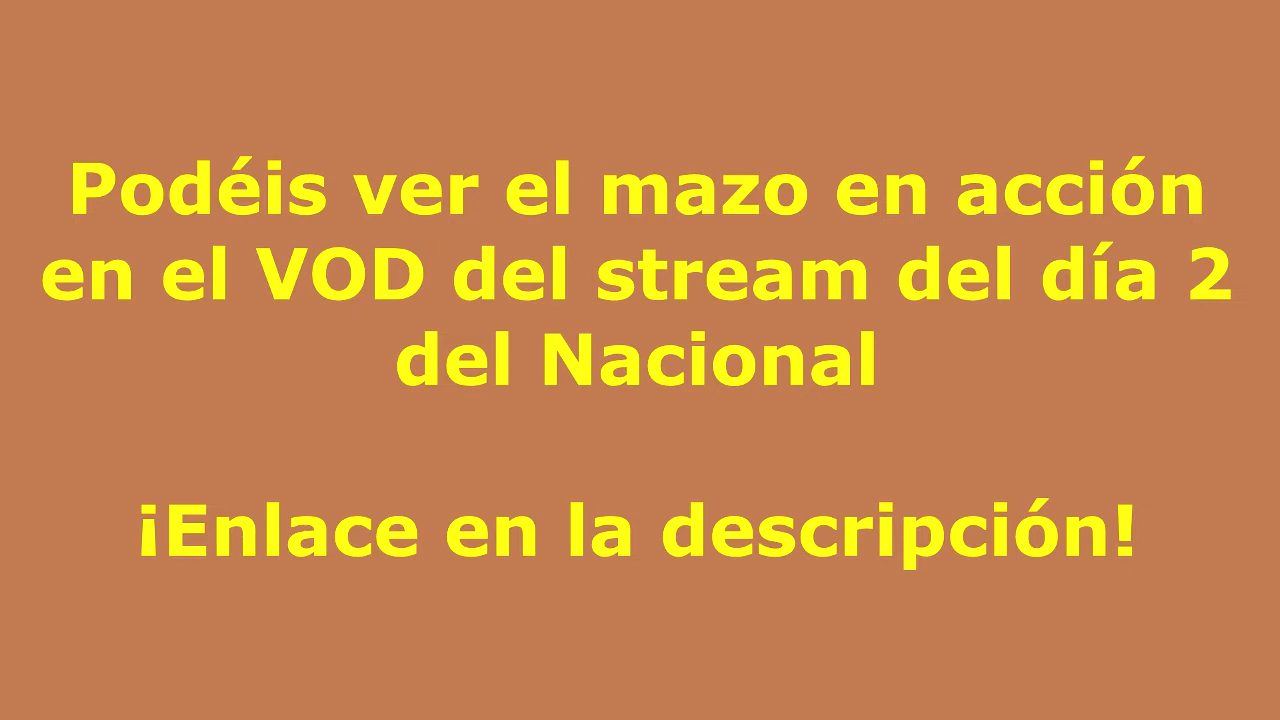 Podéis ver el mazo en acción
en el VOD del stream del día 2
del Nacional
¡Enlace en la descripción!